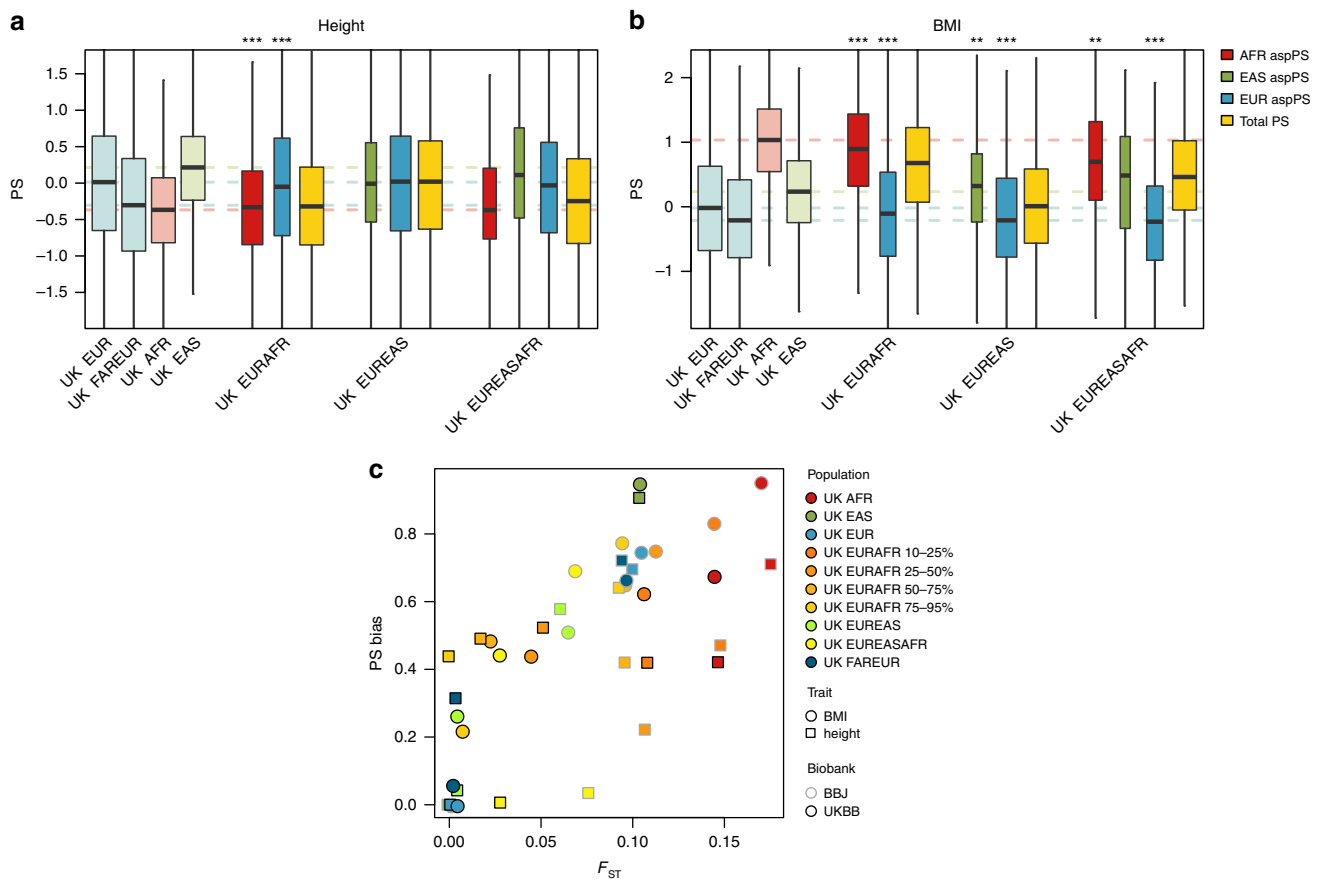 a
Height
*** ***
PS
1.5
1.0
0.5
0.0
−0.5
−1.0
−1.5
UK EUR
UK FAREUR
UK AFR
UK EAS
UK EURAFR
UK EUREAS
UK EUREASAFR
b
BMI
*** *** ** *** ** ***
PS
2
1
0
−1
UK EUR
UK FAREUR
UK AFR
UK EAS
UK EURAFR
UK EUREAS
UK EUREASAFR
AFR aspPS
EAS aspPS
EUR aspPS
Total PS
c
PS bias
0.8
0.6
0.4
0.2
0.0
0.00 0.05 0.10 0.15
FST
Population
UK AFR
UK EAS
UK EUR
UK EURAFR 10–25%
UK EURAFR 25–50%
UK EURAFR 50–75%
UK EURAFR 75–95%
UK EUREAS
UK EUREASAFR
UK FAREUR
Trait
BMI
height
Biobank
BBJ
UKBB